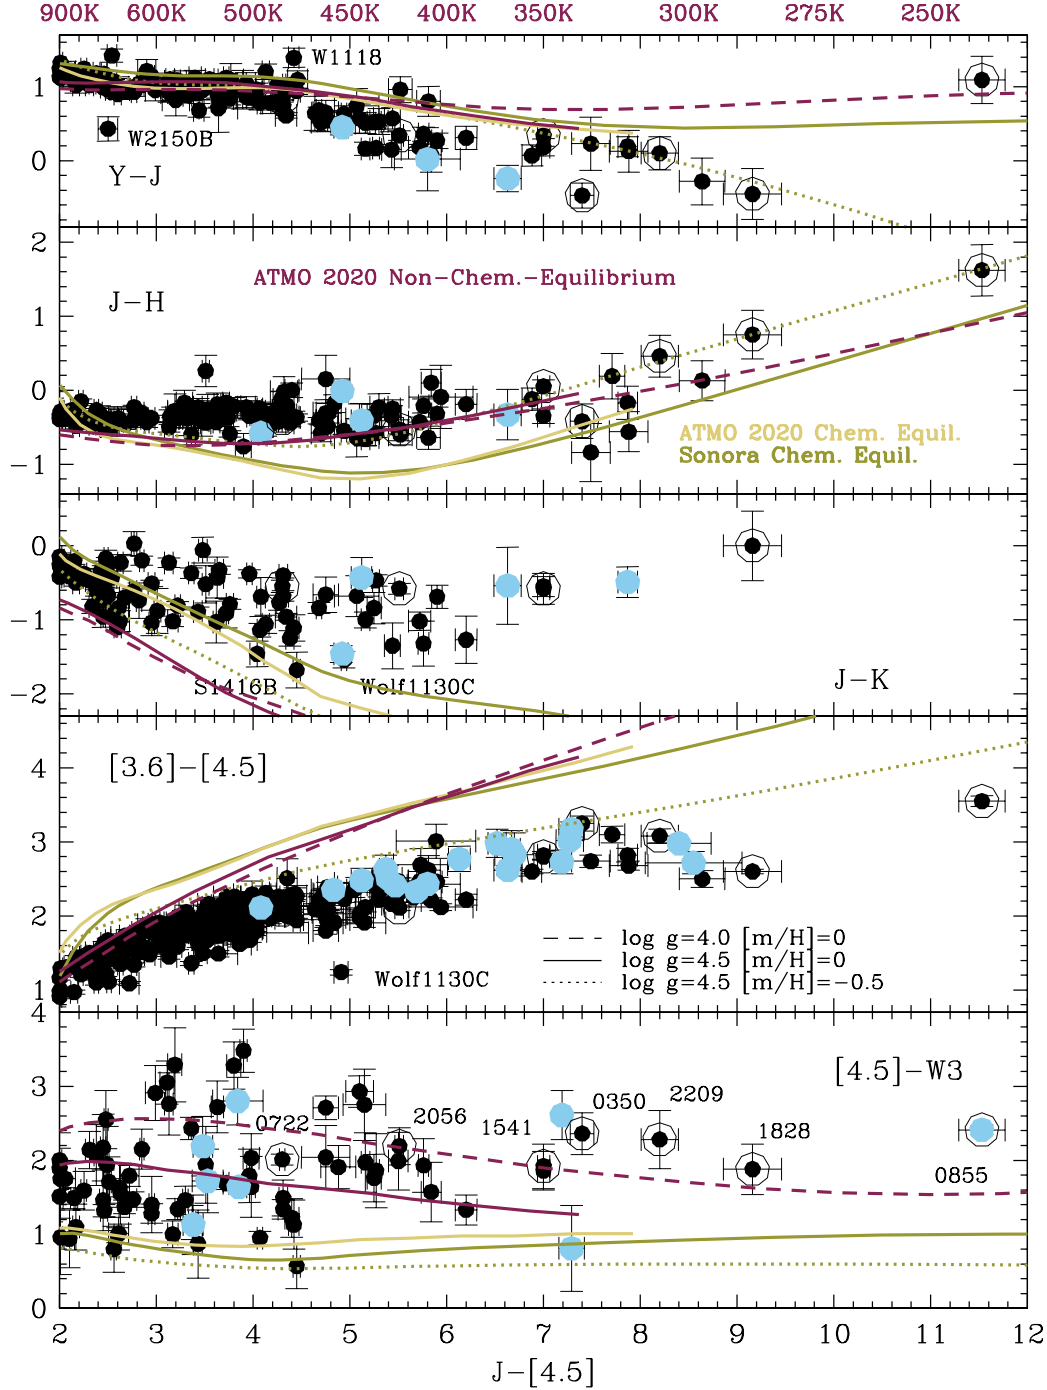 900K 600K 500K 450K 400K 350K 300K 275K 250K
W1118
1
W2150B
0
Y-J
2
ATMO 2020 Non-Chem.-Equilibrium
J-H
1
0
ATMO 2020 Chem. Equil.
Sonora Chem. Equil.
-1
0
-1
S1416B Wolf1130C J-K
-2
[3.6]-[4.5]
4
3
2
log g=4.0 [m/H]=0
log g=4.5 [m/H]=0
Wolf1130C
log g=4.5 [m/H]=-0.5
1
4
[4.5]-W3
3
0722 2056 1541 0350 2209 1828 0855
2
1
0
2 3 4 5 6 7 8 9 10 11 12
J-[4.5]